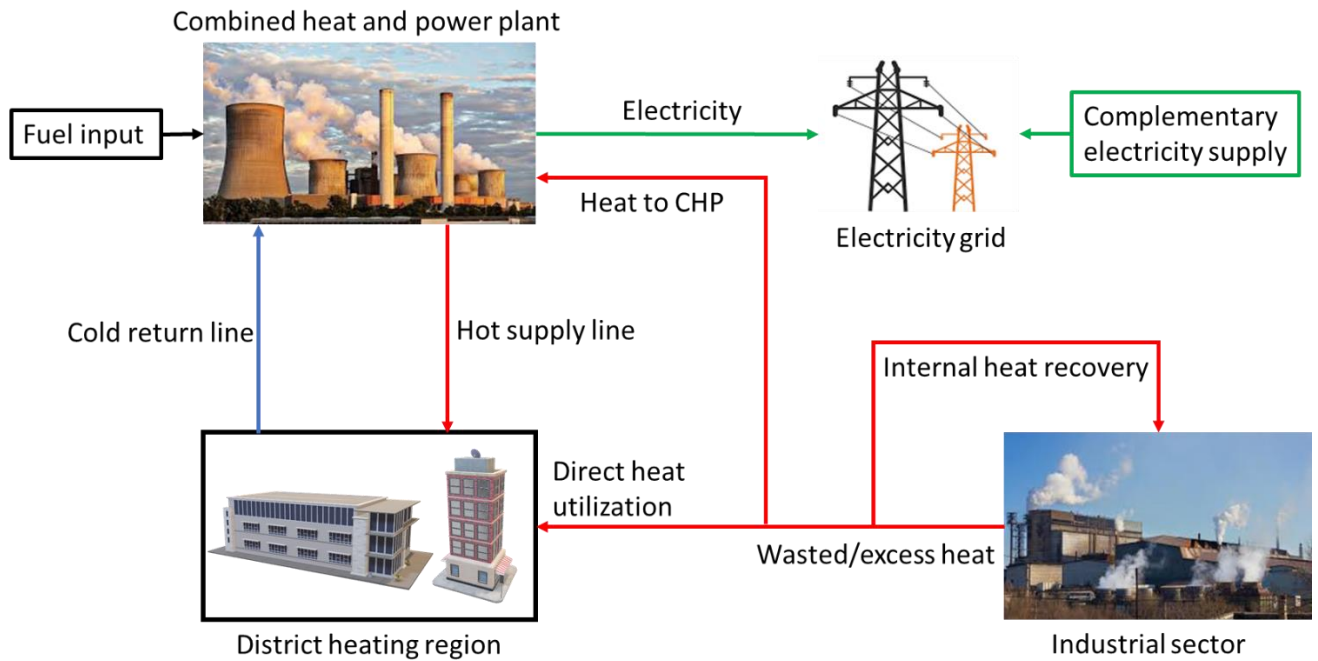 Combined heat and power plant
Fuel input
Electricity
Complementary
electricity supply
Heat to CHP
Electricity grid
Cold return line
Hot supply line
Internal heat recovery
Direct heat
utilization
Wasted/excess heat
District heating region
Industrial sector